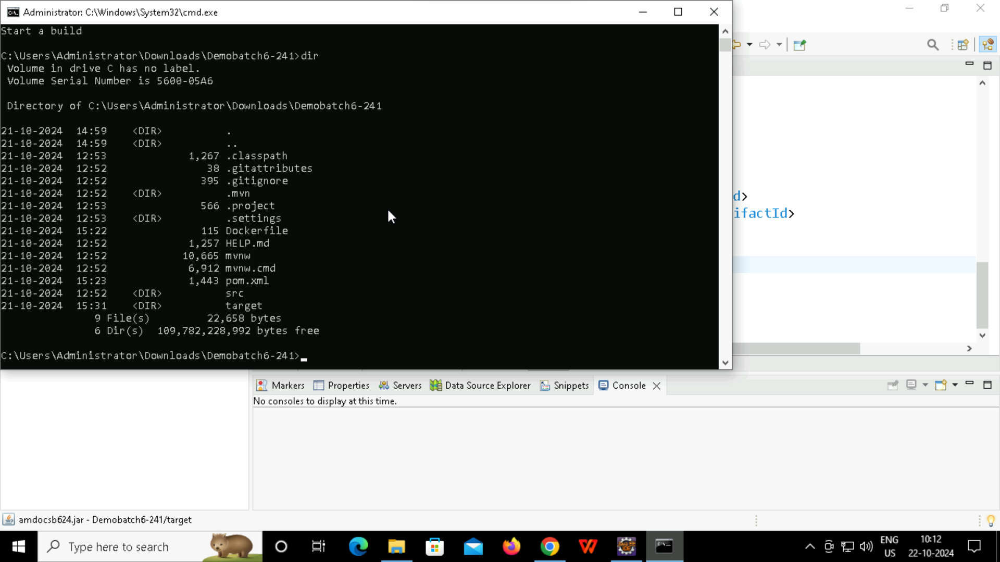 Administrator: C:\Windows\System32\cmd.exe
Start a build
C:\Users\Administrator\Downloads\Demobatch6-241>dir
Volume in drive C has no label.
Volume Serial Number is 5600-05A6
Directory of C:\Users\Administrator\Downloads\Demobatch6-241
21-10-2024 14:59 <DIR> .
21-10-2024 14:59 <DIR> ..
21-10-2024 12:53 1,267 .classpath
21-10-2024 12:52 38 .gitattributes
21-10-2024 12:52 395 .gitignore
21-10-2024 12:52 <DIR> .mvn
21-10-2024 12:53 566 .project
21-10-2024 12:53 <DIR> .settings
21-10-2024 15:22 115 Dockerfile
21-10-2024 12:52 1,257 HELP.md
21-10-2024 12:52 10,665 mvnw
21-10-2024 12:52 6,912 mvnw.cmd
21-10-2024 15:23 1,443 pom.xml
21-10-2024 12:52 <DIR> src
21-10-2024 15:31 <DIR> target
9 File(s) 22,658 bytes
6 Dir(s) 109,782,228,992 bytes free
C:\Users\Administrator\Downloads\Demobatch6-241>
d>
ifactId>
Markers Properties Servers Data Source Explorer Snippets Console
No consoles to display at this time.
amdocsb624.jar - Demobatch6-241/target
Type here to search
ENG
US
10:12
22-10-2024